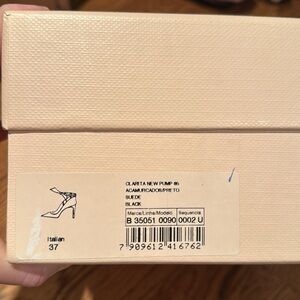 CLARITA NEW PUMP 85
ACAMURCADOS/PRETO
SUEDE
BLACK
Marca/Linha/Modelo Sequencia
B 35051 0090 0002 U
Italian
37
7 909612 416762